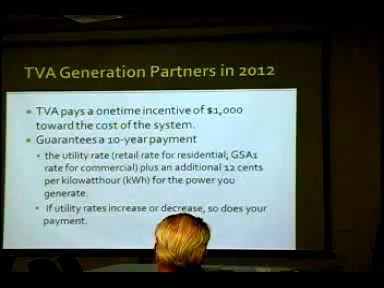 TVA Generation Partners in 2012
TVA pays a onetime incentive of $1,000
toward the cost of the system.
Guarantees a 10-year payment
the utility rate (retail rate for residential; GSA1
rate for commercial) plus an additional 12 cents
per kilowatthour (kWh) for the power you
generate.
If utility rates increase or decrease, so does your
payment.